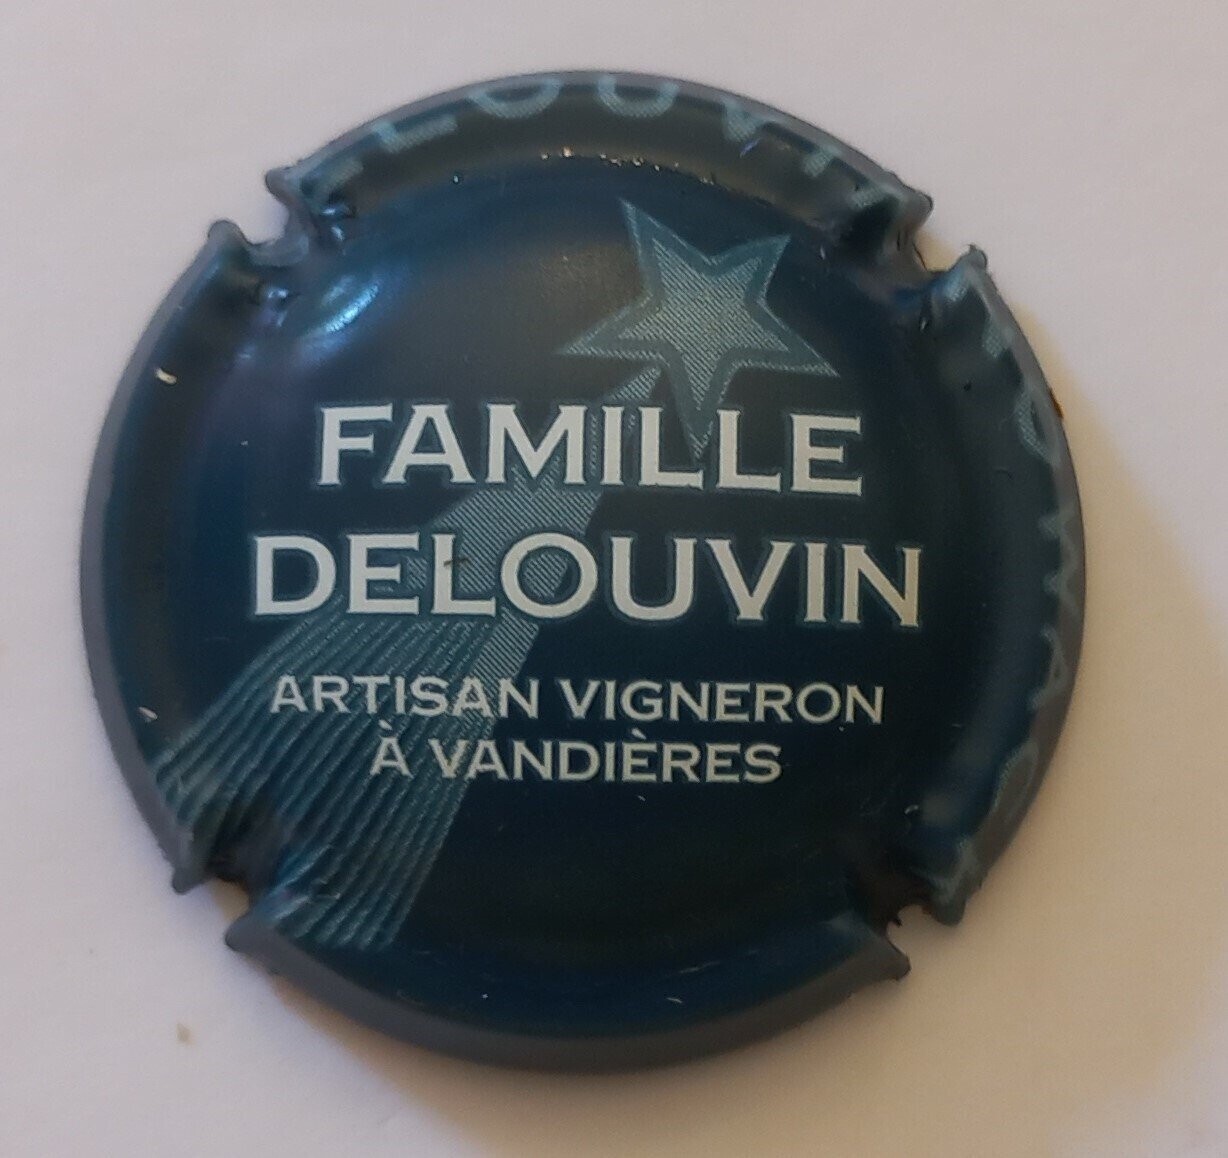 FAMILLE
DELOUVIN
ARTISAN VIGNERON
À VANDIÈRES